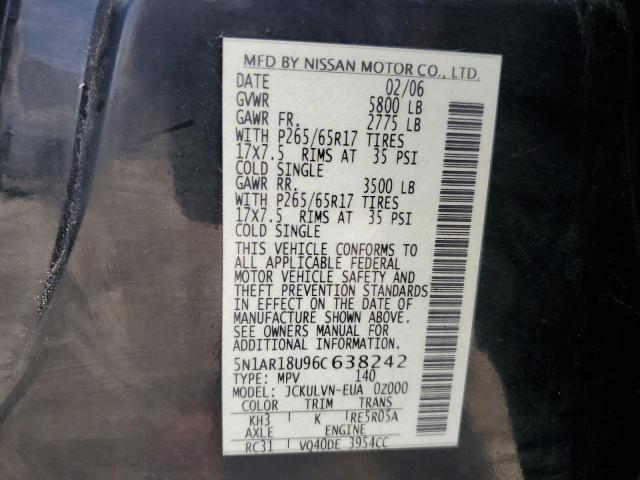 MFD BY NISSAN MOTOR CO., LTD.
DATE 02/06
GVWR 5800 LB
GAWR FR. 2775 LB
WITH P265/65R17 TIRES
17X7.5 RIMS AT 35 PSI
COLD SINGLE
GAWR RR. 3500 LB
WITH P265/65R17 TIRES
17X7.5 RIMS AT 35 PSI
COLD SINGLE
THIS VEHICLE CONFORMS TO
ALL APPLICABLE FEDERAL
MOTOR VEHICLE SAFETY AND
THEFT PREVENTION STANDARDS
IN EFFECT ON THE DATE OF
MANUFACTURE SHOWN ABOVE.
SEE OWNERS MANUAL FOR
ADDITIONAL INFORMATION.
5N1AR18U96C638242
TYPE: MPV 140
MODEL: JCKULVN-EUA 0Z000
COLOR TRIM TRANS
KH3 K RE5R05A
AXLE ENGINE
RC31 VQ40DE 3954CC